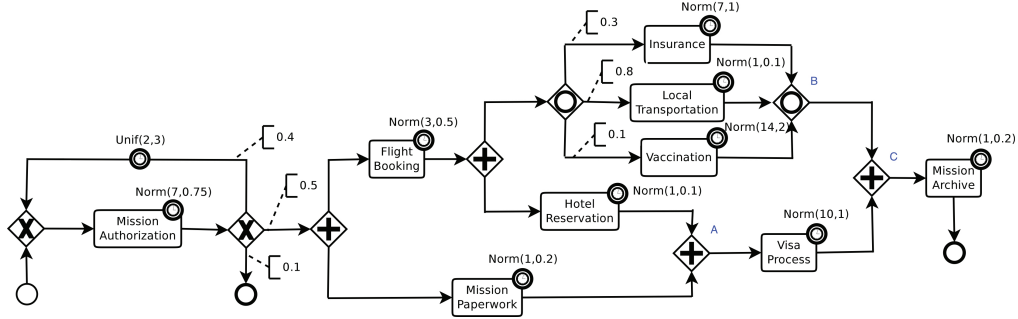 Norm(7,1)
0.3
Insurance
B
Norm(1,0.1)
0.8
Local
Transportation
Norm(3,0.5)
Norm(14,2)
0.1
Unif(2,3)
0.4
Flight
Booking
Vaccination
C
Norm(1,0.2)
Mission
Archive
Norm(7,0.75)
0.5
Norm(1,0.1)
Hotel
Reservation
X
Mission
Authorization
X
A
Norm(10,1)
Visa
Process
0.1
Norm(1,0.2)
Mission
Paperwork